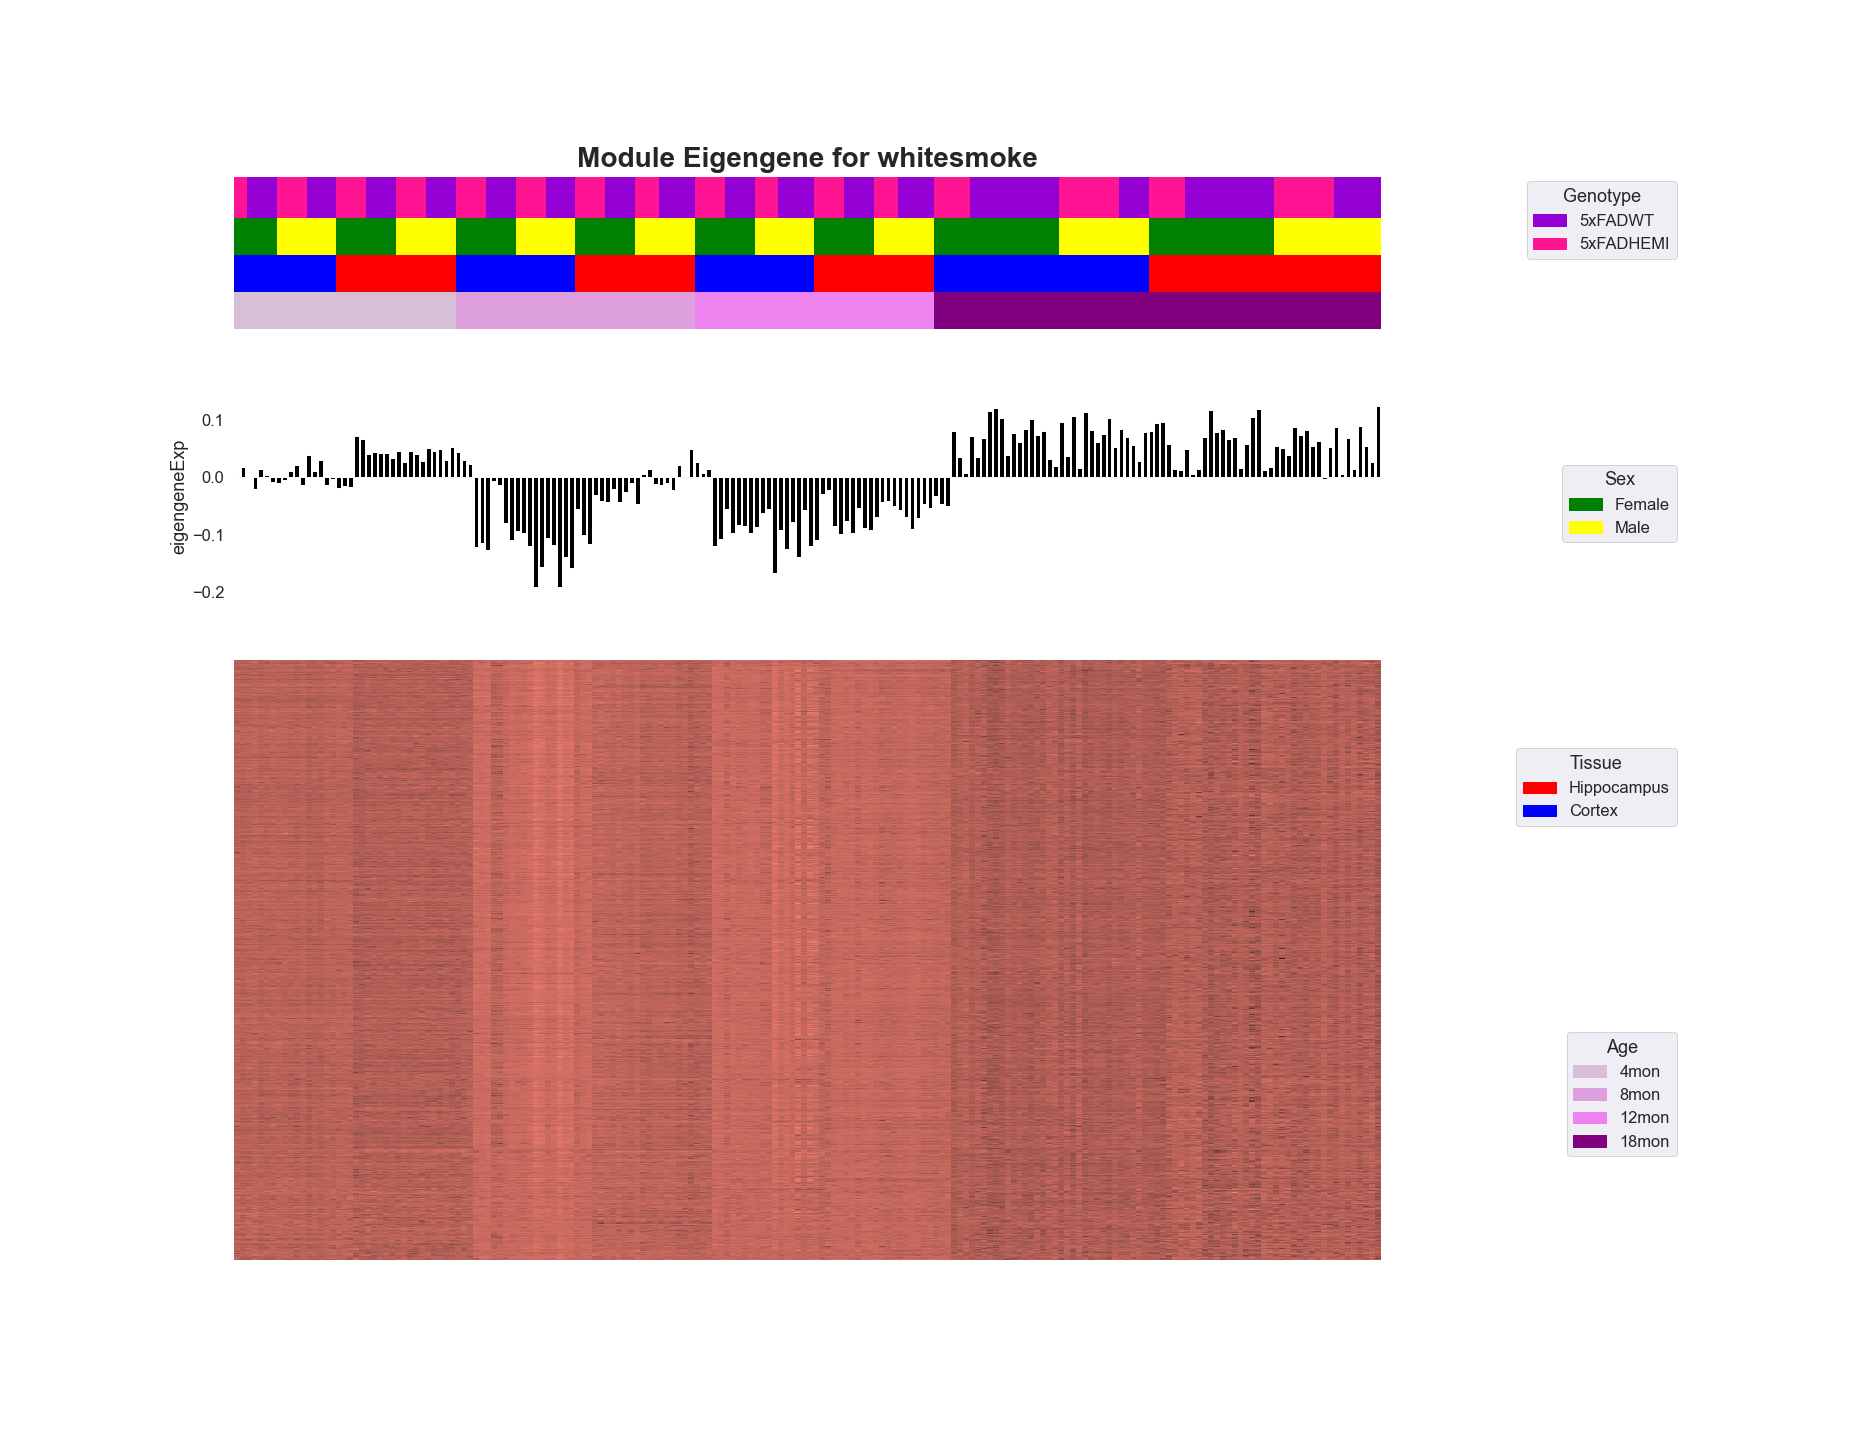 Module Eigengene for whitesmoke
Genotype
5xFADWT
5xFADHEMI
0.1
0.0
−0.1
−0.2
eigengeneExp
Sex
Female
Male
Tissue
Hippocampus
Cortex
Age
4mon
8mon
12mon
18mon